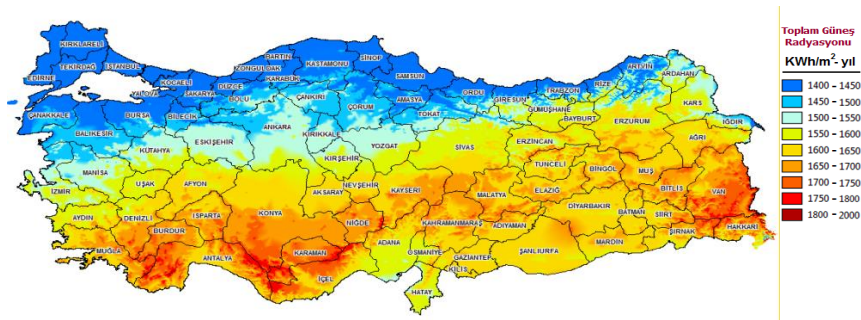 Toplam Güneş
Radyasyonu
KWh/m²- yıl
1400 - 1450
1450 - 1500
1500 - 1550
1550 - 1600
1600 - 1650
1650 - 1700
1700 - 1750
1750 - 1800
1800 - 2000
KIRKLARELİ
TEKİRDAĞ
İSTANBUL
EDİRNE
YALOVA
KOCAELİ
SAKARYA
DÜZCE
BOLU
ZONGULDAK
BARTIN
KARABÜK
KASTAMONU
SİNOP
SAMSUN
ÇANKIRI
ÇORUM
AMASYA
TOKAT
ORDU
GİRESUN
TRABZON
RİZE
ARTVİN
ARDAHAN
GÜMÜŞHANE
BAYBURT
KARS
IĞDIR
ÇANAKKALE
BALIKESİR
BURSA
BİLECİK
KÜTAHYA
ESKİŞEHİR
ANKARA
KIRIKKALE
KIRŞEHİR
YOZGAT
SİVAS
ERZİNCAN
ERZURUM
AĞRI
MANİSA
İZMİR
UŞAK
AFYON
AKSARAY
NEVŞEHİR
KAYSERİ
MALATYA
TUNCELİ
ELAZIĞ
BİNGÖL
MUŞ
BİTLİS
VAN
AYDIN
DENİZLİ
ISPARTA
BURDUR
KONYA
NİĞDE
KAHRAMANMARAŞ
ADIYAMAN
DİYARBAKIR
BATMAN
SİİRT
ŞIRNAK
HAKKARİ
MUĞLA
ANTALYA
KARAMAN
İÇEL
ADANA
OSMANİYE
GAZİANTEP
KİLİS
HATAY
ŞANLIURFA
MARDİN